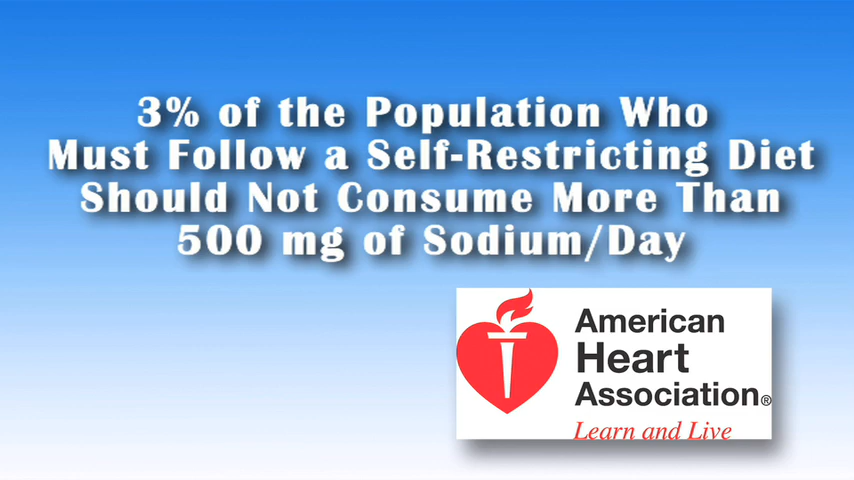 3% of the Population Who
Must Follow a Self-Restricting Diet
Should Not Consume More Than
500 mg of Sodium/Day
American
Heart
Association®
Learn and Live